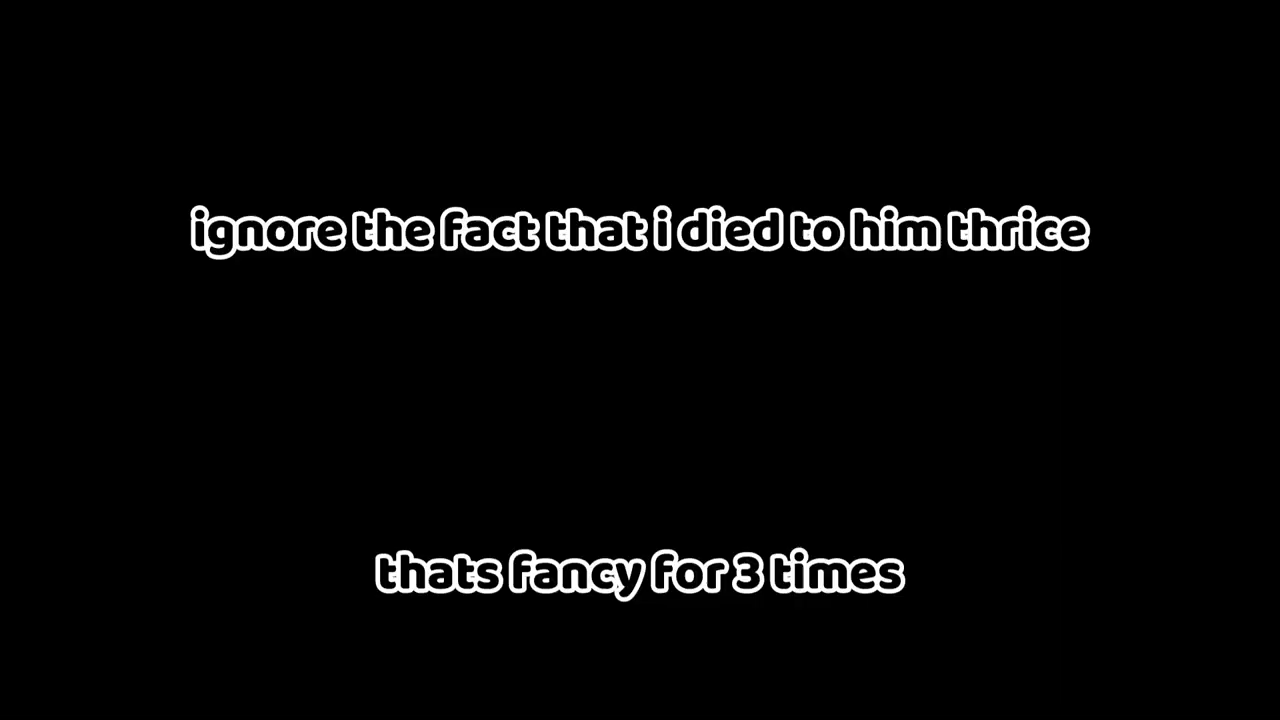 ignore the fact that i died to him thrice
thats fancy for 3 times